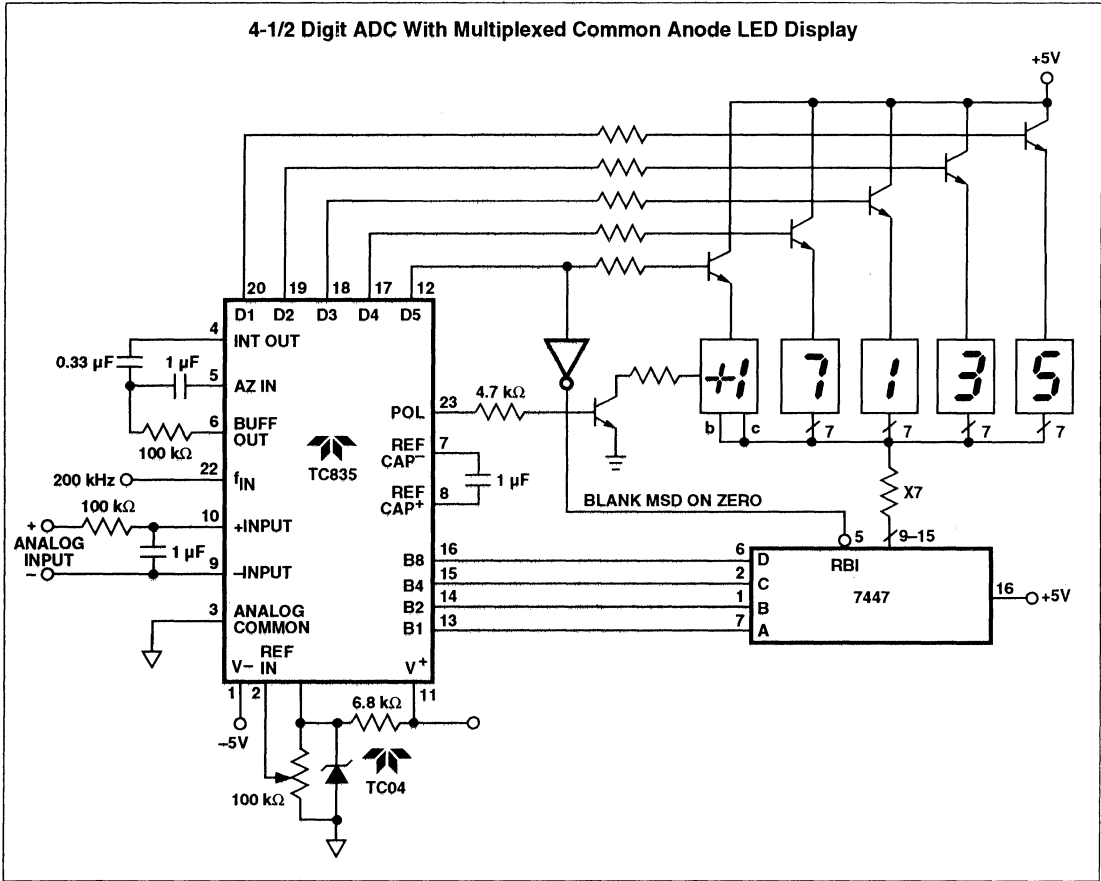 4-1/2 Digit ADC With Multiplexed Common Anode LED Display
+5V
20 19 18 17 12
D1 D2 D3 D4 D5
4
INT OUT
0.33 µF
1 µF
5
AZ IN
6
BUFF
OUT
100 kΩ
22
200 kHz
fIN
100 kΩ
10
+INPUT
+
ANALOG
INPUT
–
1 µF
9
–INPUT
3
ANALOG
COMMON
V–
REF
IN
V+
1
2
11
–5V
TC835
POL
23
4.7 kΩ
REF
CAP–
7
1 µF
REF
CAP+
8
B8
16
B4
15
B2
14
B1
13
6.8 kΩ
TC04
100 kΩ
+1
7
1
3
5
b
c
7
7
7
7
X7
BLANK MSD ON ZERO
5
9–15
6
D
RBI
2
C
7447
1
B
7
A
16
+5V